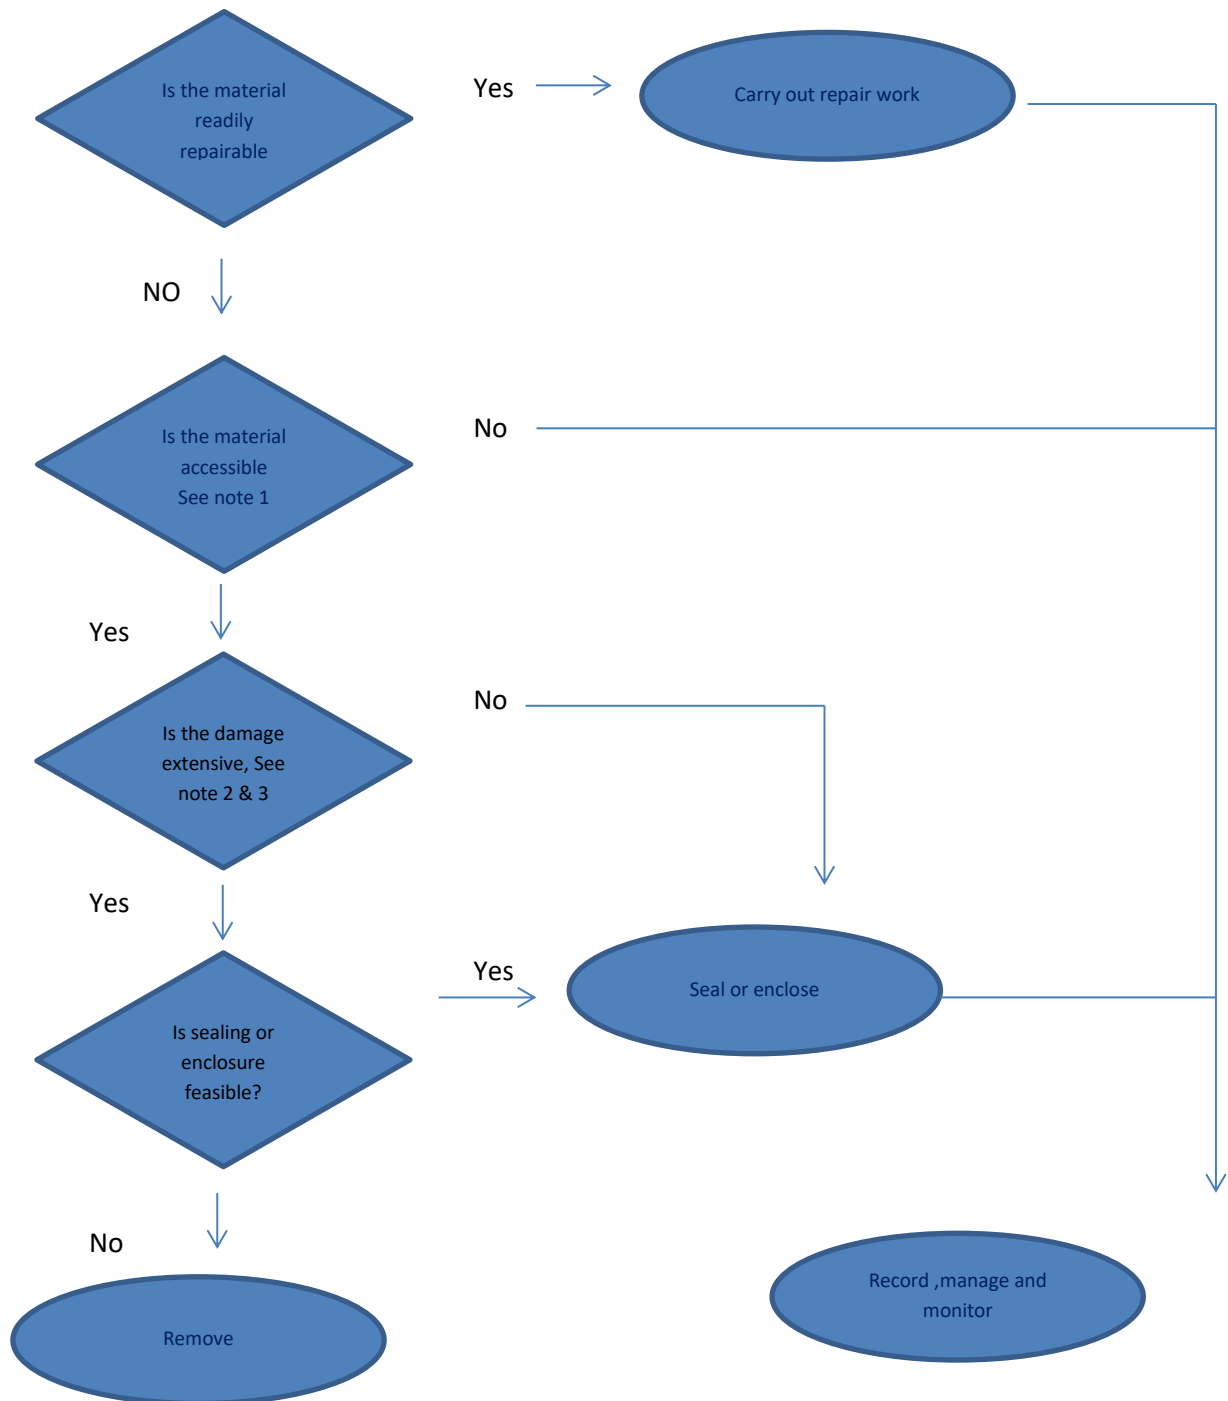 Is the material
readily
repairable
Yes
Carry out repair work
NO
Is the material
accessible
See note 1
No
Yes
Is the damage
extensive, See
note 2 & 3
No
Yes
Is sealing or
enclosure
feasible?
Yes
Seal or enclose
No
Remove
Record ,manage and
monitor